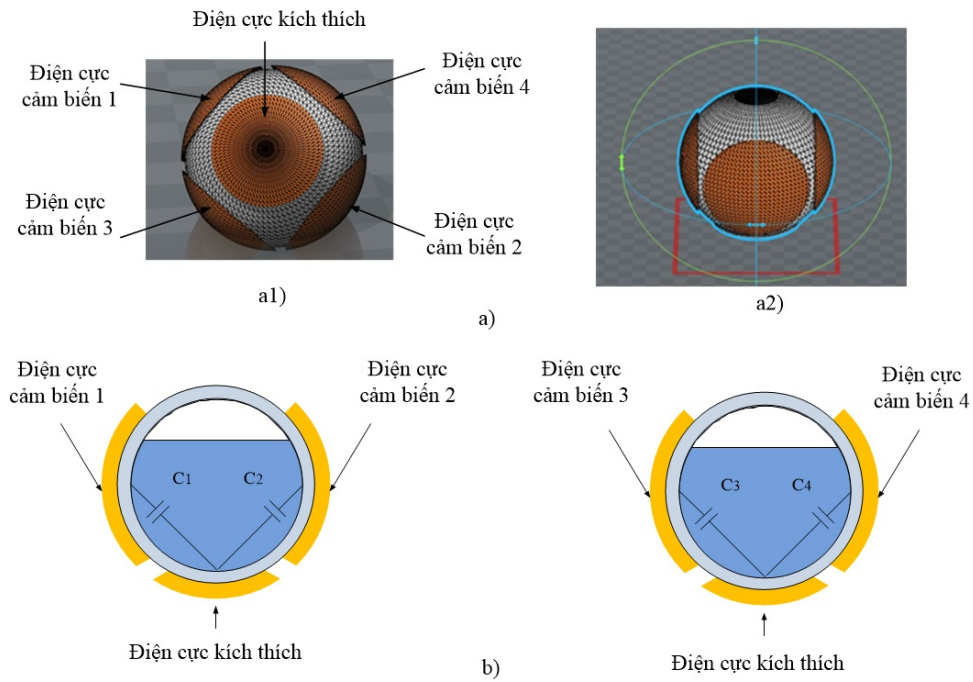 Điện cực kích thích
Điện cực
cảm biến 1
Điện cực
cảm biến 4
Điện cực
cảm biến 3
Điện cực
cảm biến 2
a1)
a2)
a)
Điện cực
cảm biến 1
Điện cực
cảm biến 2
C1
C2
Điện cực kích thích
Điện cực
cảm biến 3
Điện cực
cảm biến 4
C3
C4
Điện cực kích thích
b)